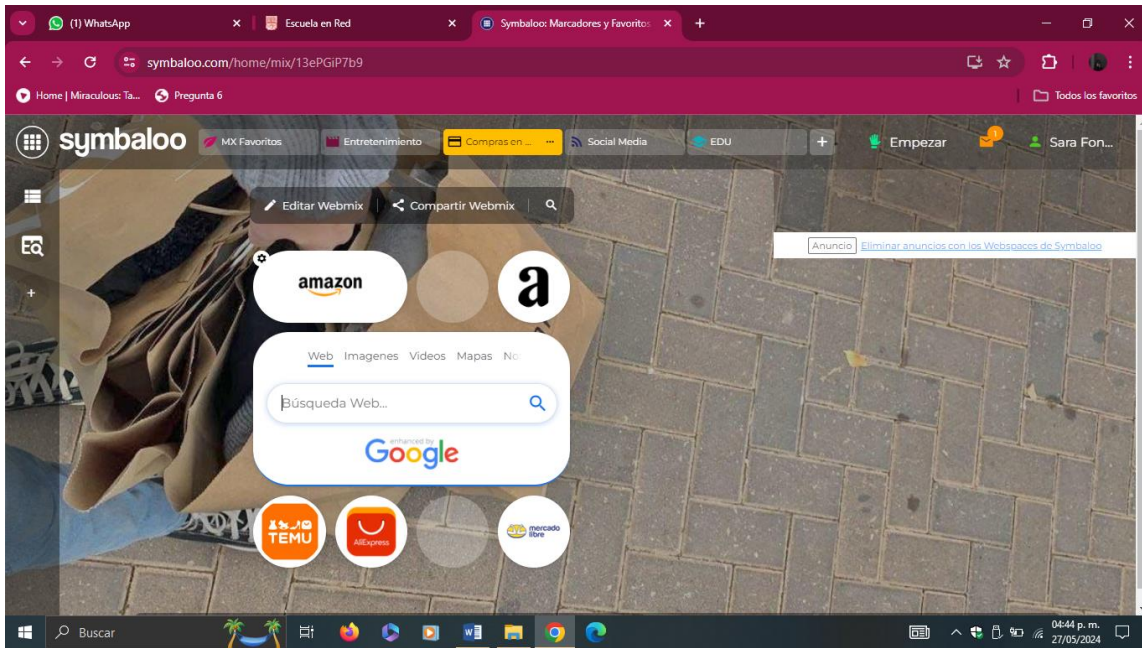 (1) WhatsApp
Escuela en Red
Symbaloo: Marcadores y Favoritos
symbaloo.com/home/mix/13ePGiP7b9
Home | Miraculous: Ta...
Pregunta 6
Todos los favoritos
symbaloo
MX Favoritos
Entretenimiento
Compras en ...
Social Media
EDU
Empezar
1
Sara Fon...
Editar Webmix
Compartir Webmix
Anuncio
Eliminar anuncios con los Webspaces de Symbaloo
amazon
a
Web Imagenes Videos Mapas No
Búsqueda Web...
enhanced by
Google
TEMU
AliExpress
mercado
libre
Buscar
04:44 p. m.
27/05/2024